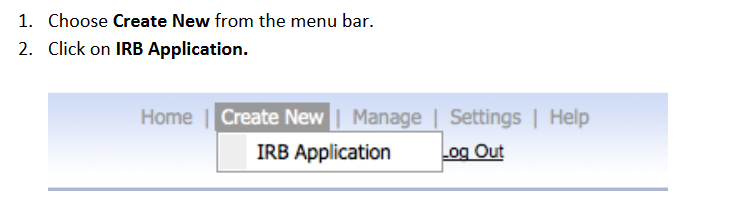 1. Choose Create New from the menu bar.
2. Click on IRB Application.
Home | Create New | Manage | Settings | Help
IRB Application Log Out